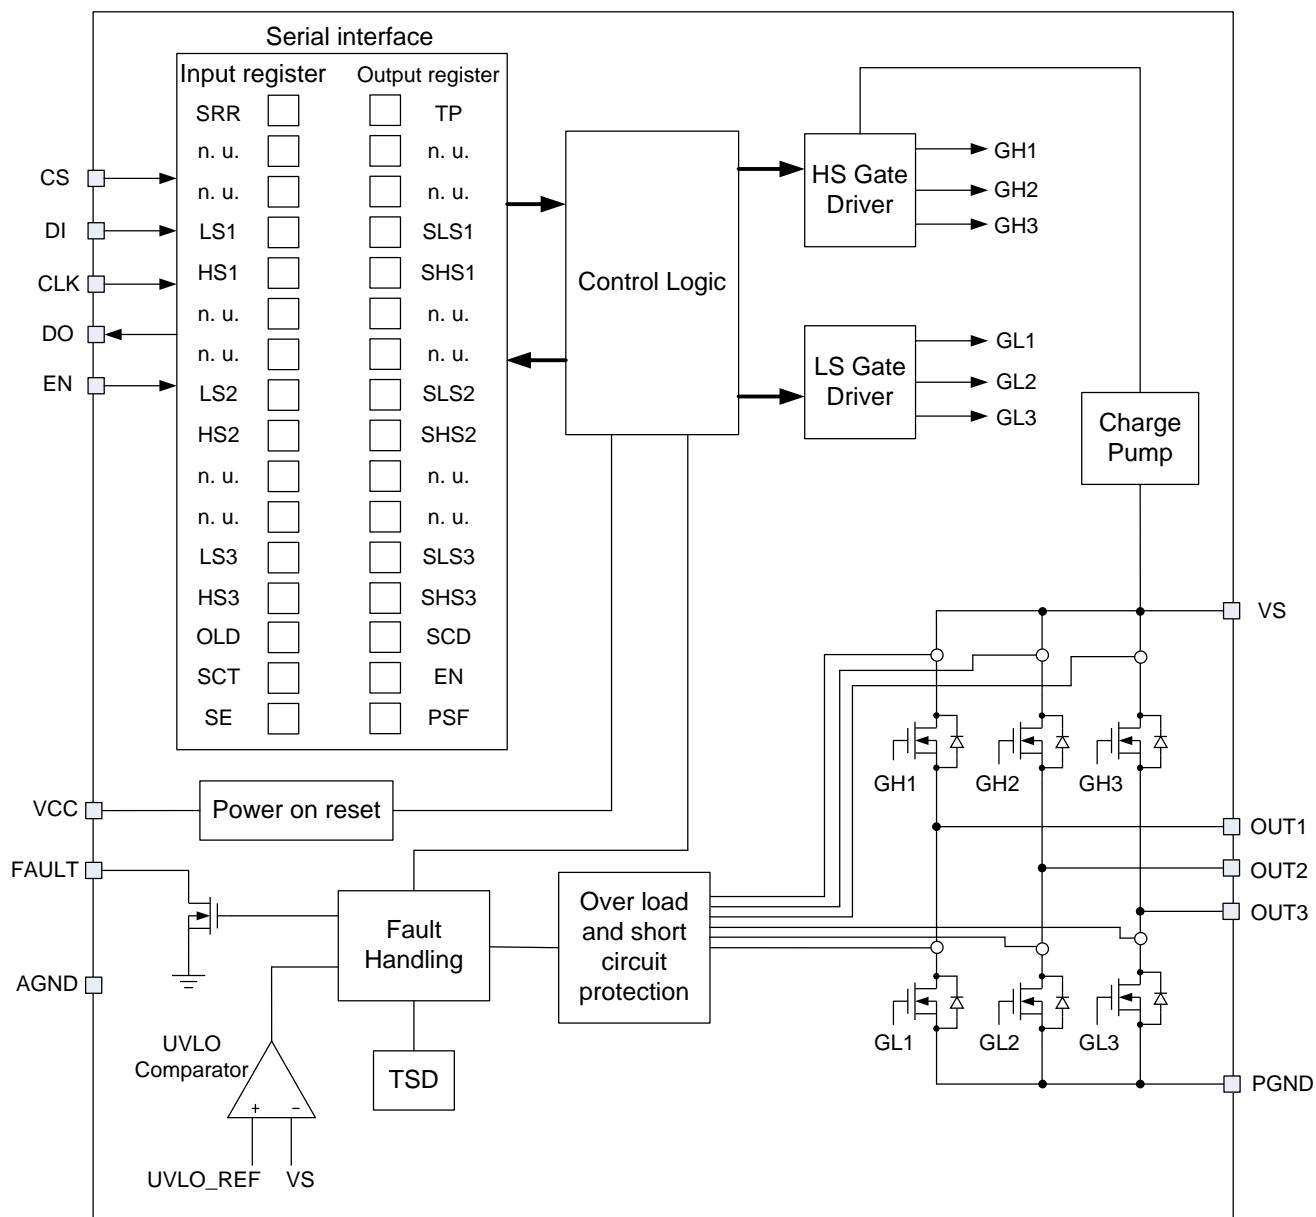 Serial interface
Input register
Output register
SRR
TP
n. u.
n. u.
n. u.
n. u.
LS1
SLS1
HS1
SHS1
n. u.
n. u.
n. u.
n. u.
LS2
SLS2
HS2
SHS2
n. u.
n. u.
n. u.
n. u.
LS3
SLS3
HS3
SHS3
OLD
SCD
SCT
EN
SE
PSF
CS
DI
CLK
DO
EN
Control Logic
HS Gate
Driver
GH1
GH2
GH3
LS Gate
Driver
GL1
GL2
GL3
Charge
Pump
VS
GH1
GH2
GH3
OUT1
OUT2
OUT3
GL1
GL2
GL3
PGND
VCC
Power on reset
FAULT
AGND
Fault
Handling
Over load
and short
circuit
protection
UVLO
Comparator
+
−
TSD
UVLO_REF
VS